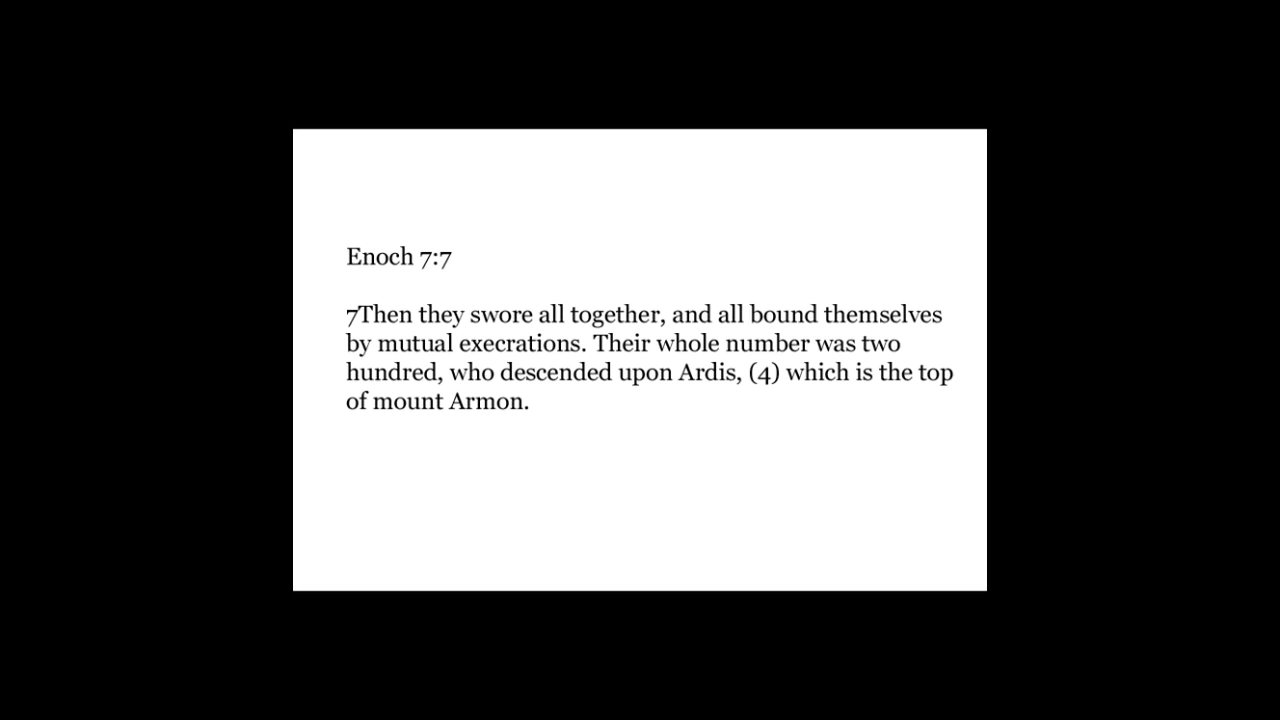 Enoch 7:7
7Then they swore all together, and all bound themselves
by mutual execrations. Their whole number was two
hundred, who descended upon Ardis, (4) which is the top
of mount Armon.